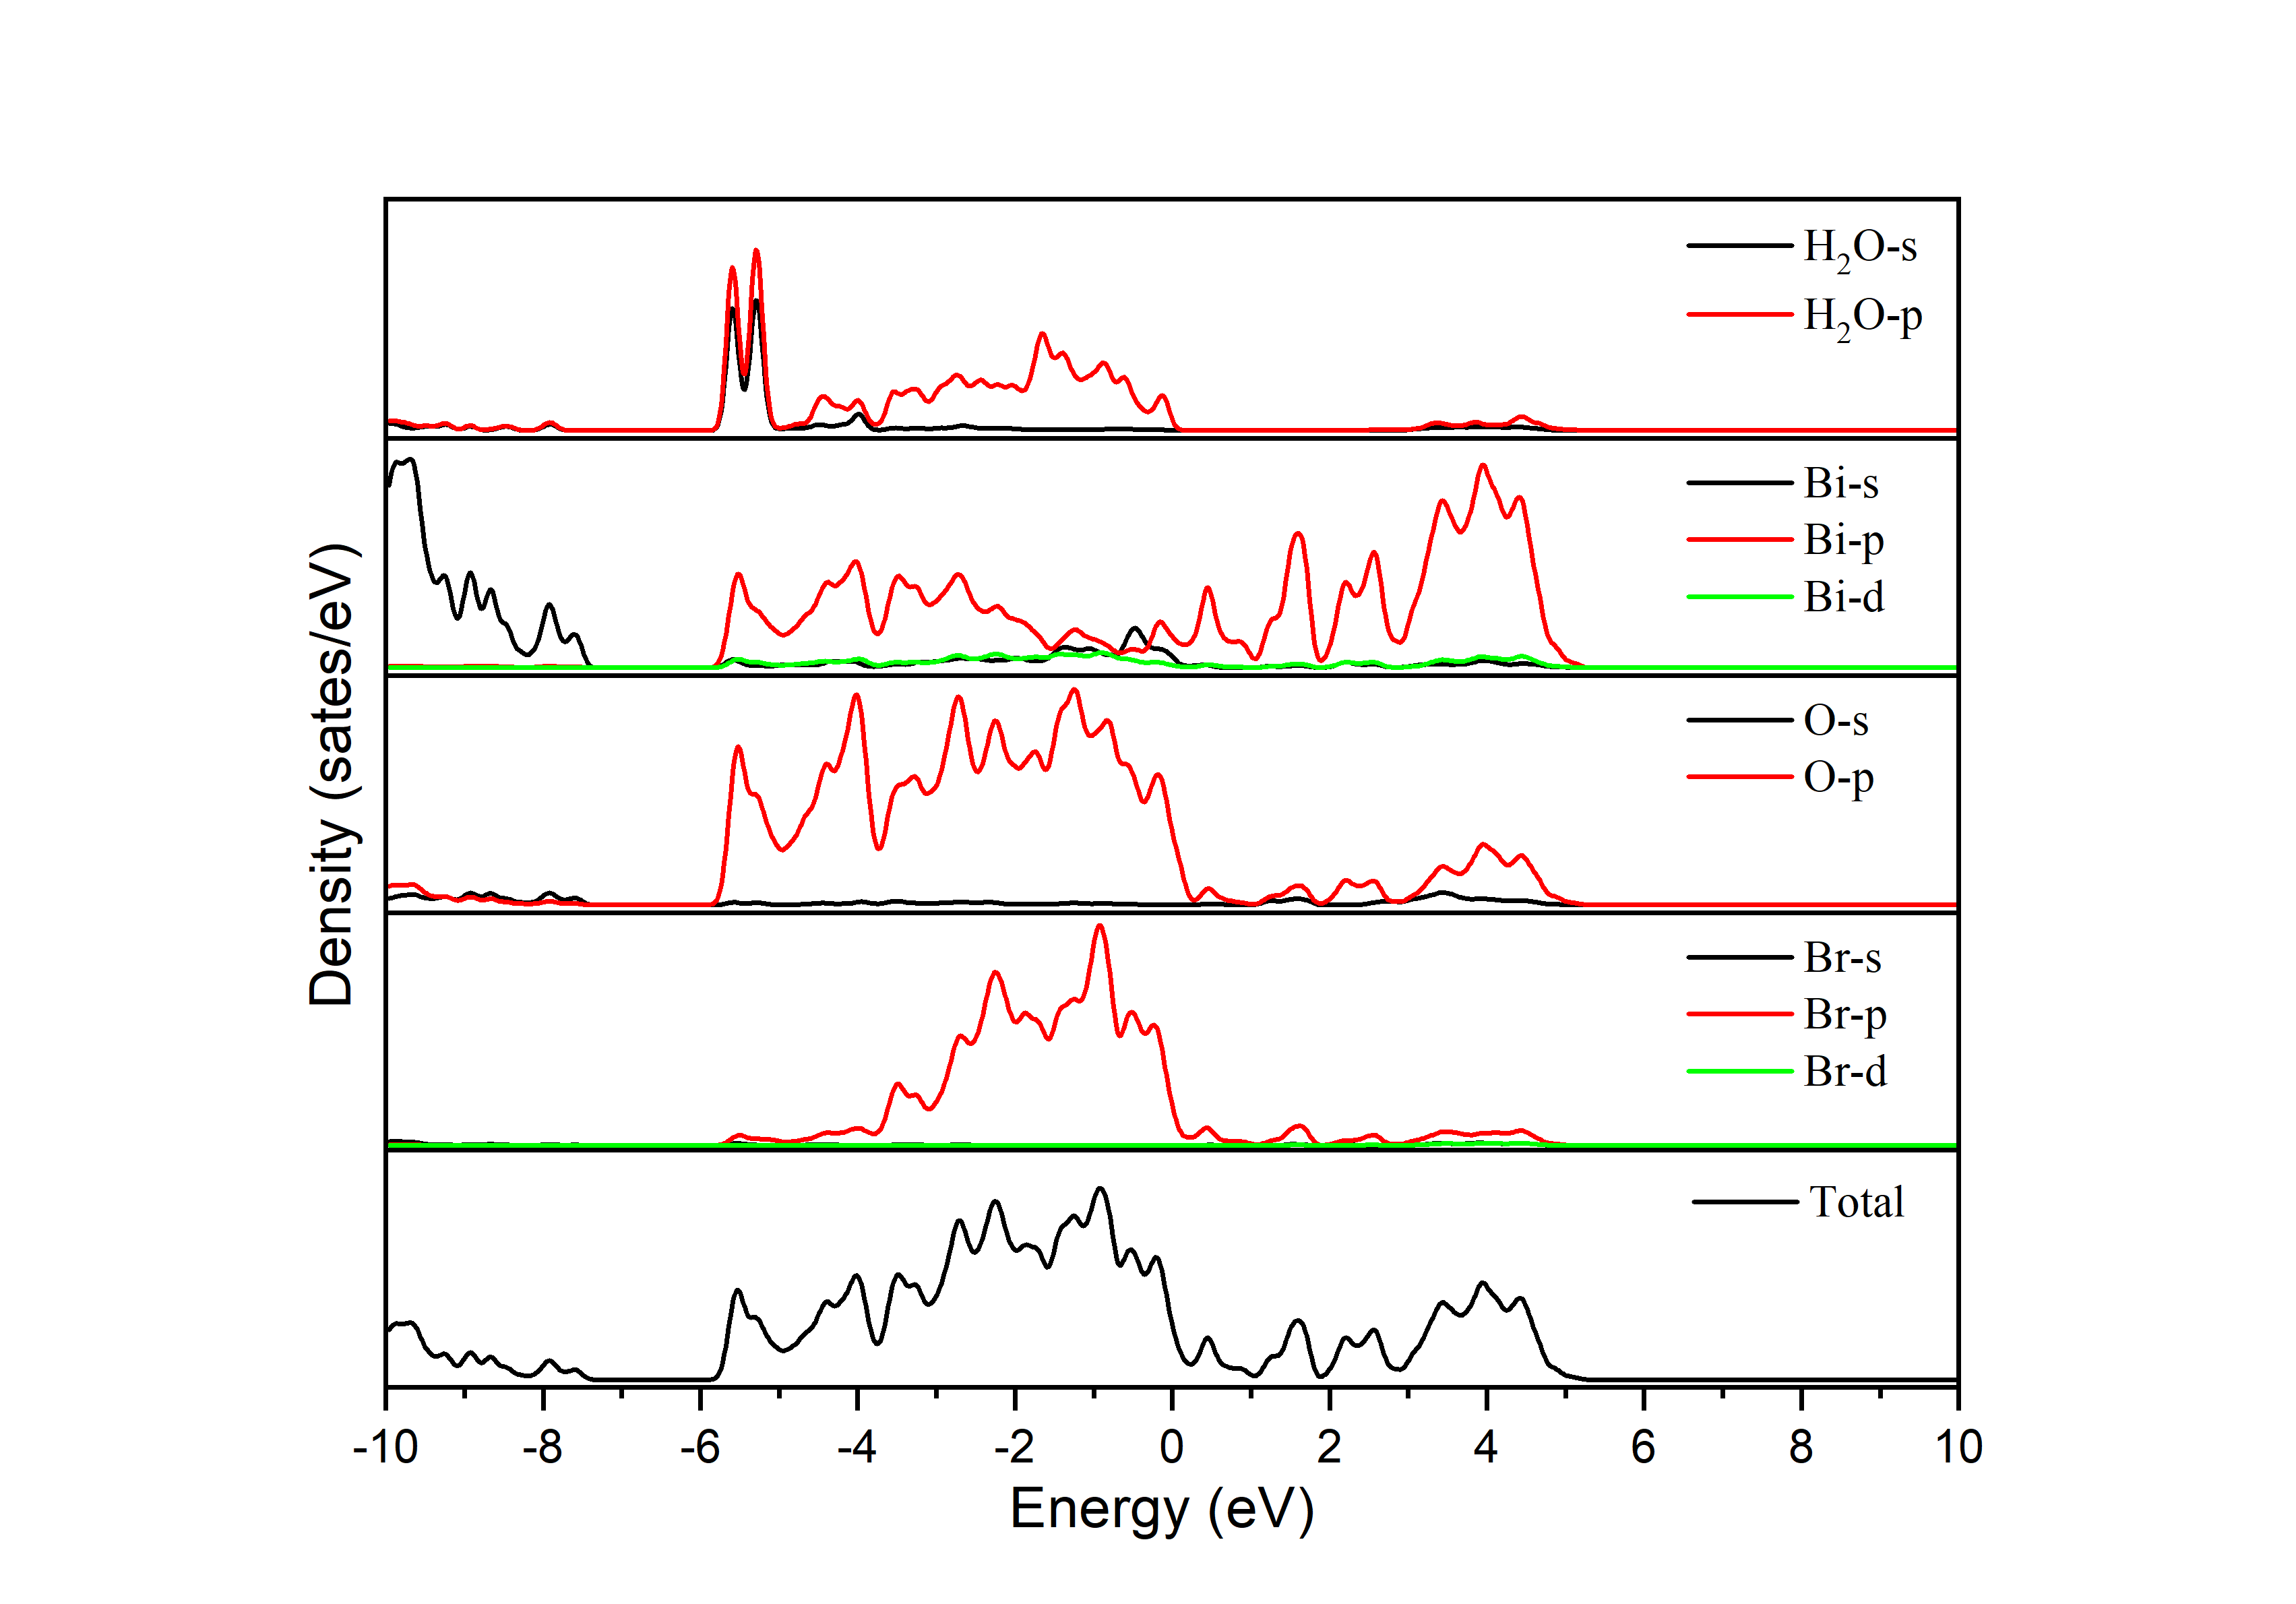 H2O-s
H2O-p
Bi-s
Bi-p
Bi-d
O-s
O-p
Br-s
Br-p
Br-d
Total
Density (sates/eV)
-10 -8 -6 -4 -2 0 2 4 6 8 10
Energy (eV)